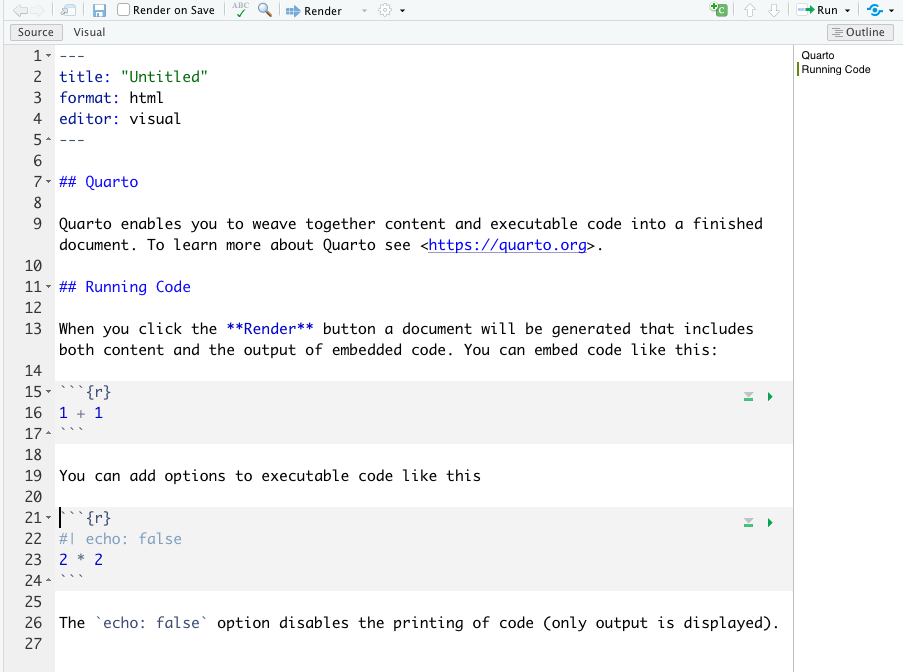 Render on Save ABC Render C Run
Source Visual Outline
1 ---
2 title: "Untitled"
3 format: html
4 editor: visual
5 ---
6
7 ## Quarto
8
9 Quarto enables you to weave together content and executable code into a finished
document. To learn more about Quarto see <https://quarto.org>.
10
11 ## Running Code
12
13 When you click the **Render** button a document will be generated that includes
both content and the output of embedded code. You can embed code like this:
14
15 ```{r}
16 1 + 1
17 ```
18
19 You can add options to executable code like this
20
21 ```{r}
22 #| echo: false
23 2 * 2
24 ```
25
26 The `echo: false` option disables the printing of code (only output is displayed).
27
Quarto
Running Code